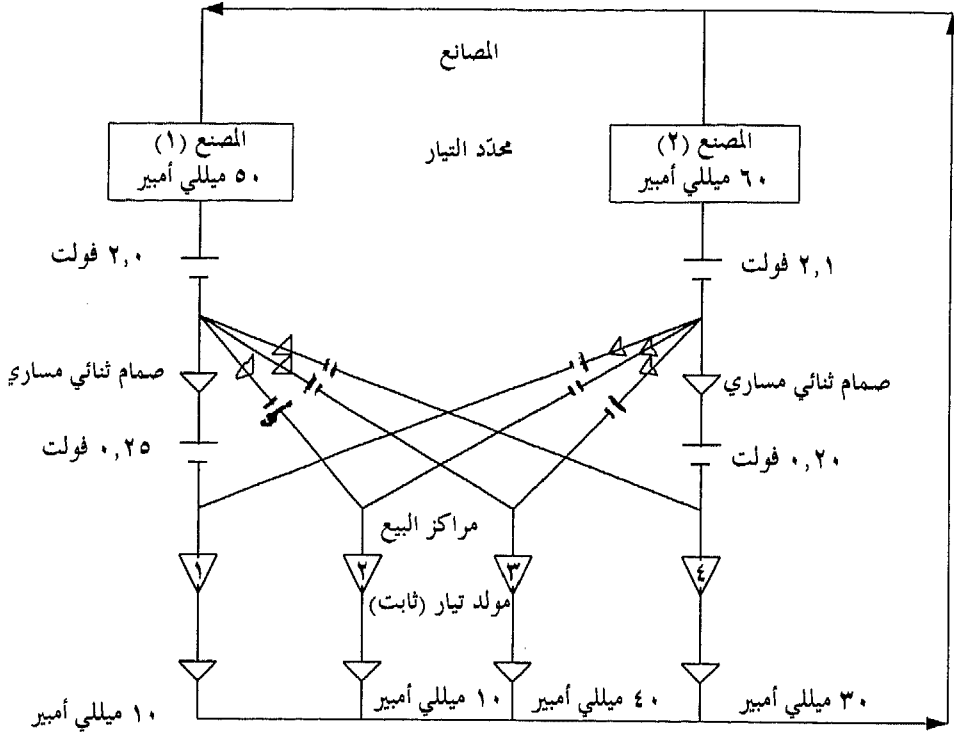 المصانع
المصنع (١)
٥٠ ميللي أمبير
محدّد التيار
المصنع (٢)
٦٠ ميللي أمبير
٢,٠ فولت
٢,١ فولت
صمام ثنائي مساري
صمام ثنائي مساري
٠,٢٥ فولت
٠,٢٠ فولت
مراكز البيع
١
٢
٣
٤
مولد تيار (ثابت)
١٠ ميللي أمبير
١٠ ميللي أمبير
٤٠ ميللي أمبير
٣٠ ميللي أمبير